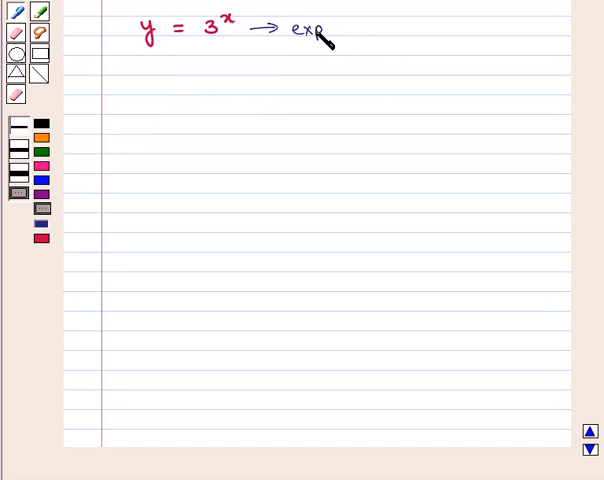 y = 3^x → exp